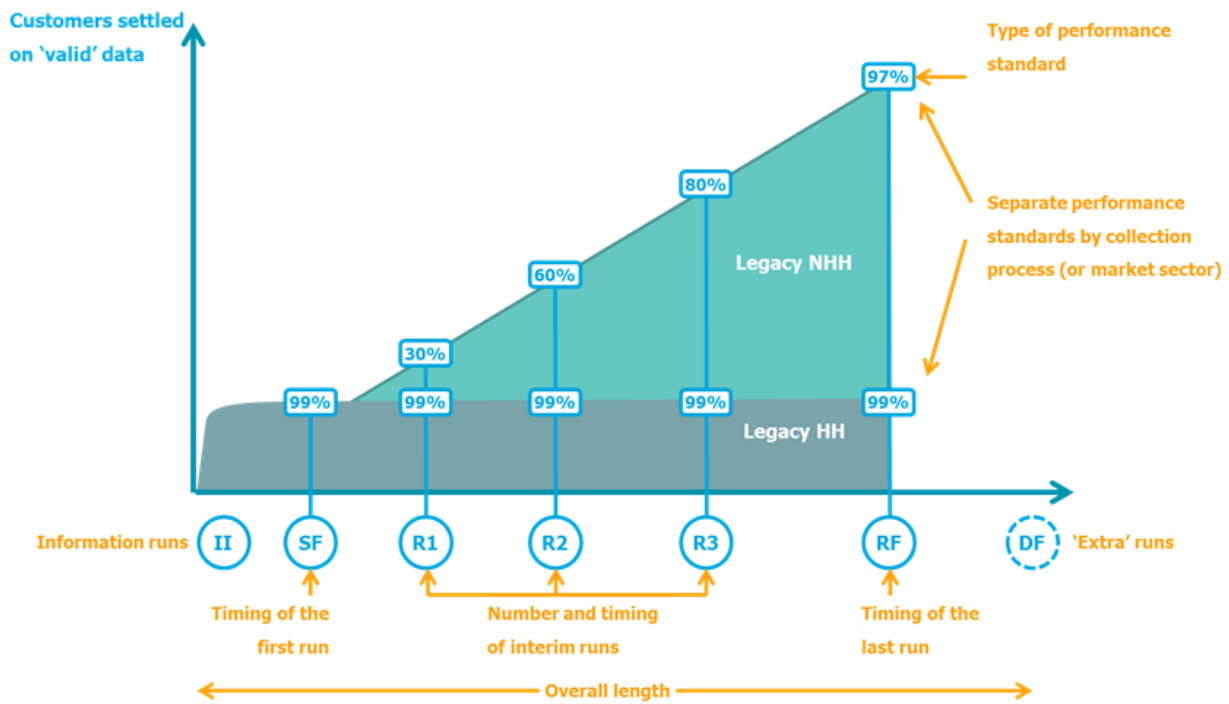 Customers settled
on ‘valid’ data
Type of performance
standard
97%
Separate performance
standards by collection
process (or market sector)
80%
Legacy NHH
60%
30%
99%
99%
99%
99%
99%
Legacy HH
Information runs
II
SF
R1
R2
R3
RF
DF
‘Extra’ runs
Timing of the
first run
Number and timing
of interim runs
Timing of the
last run
Overall length